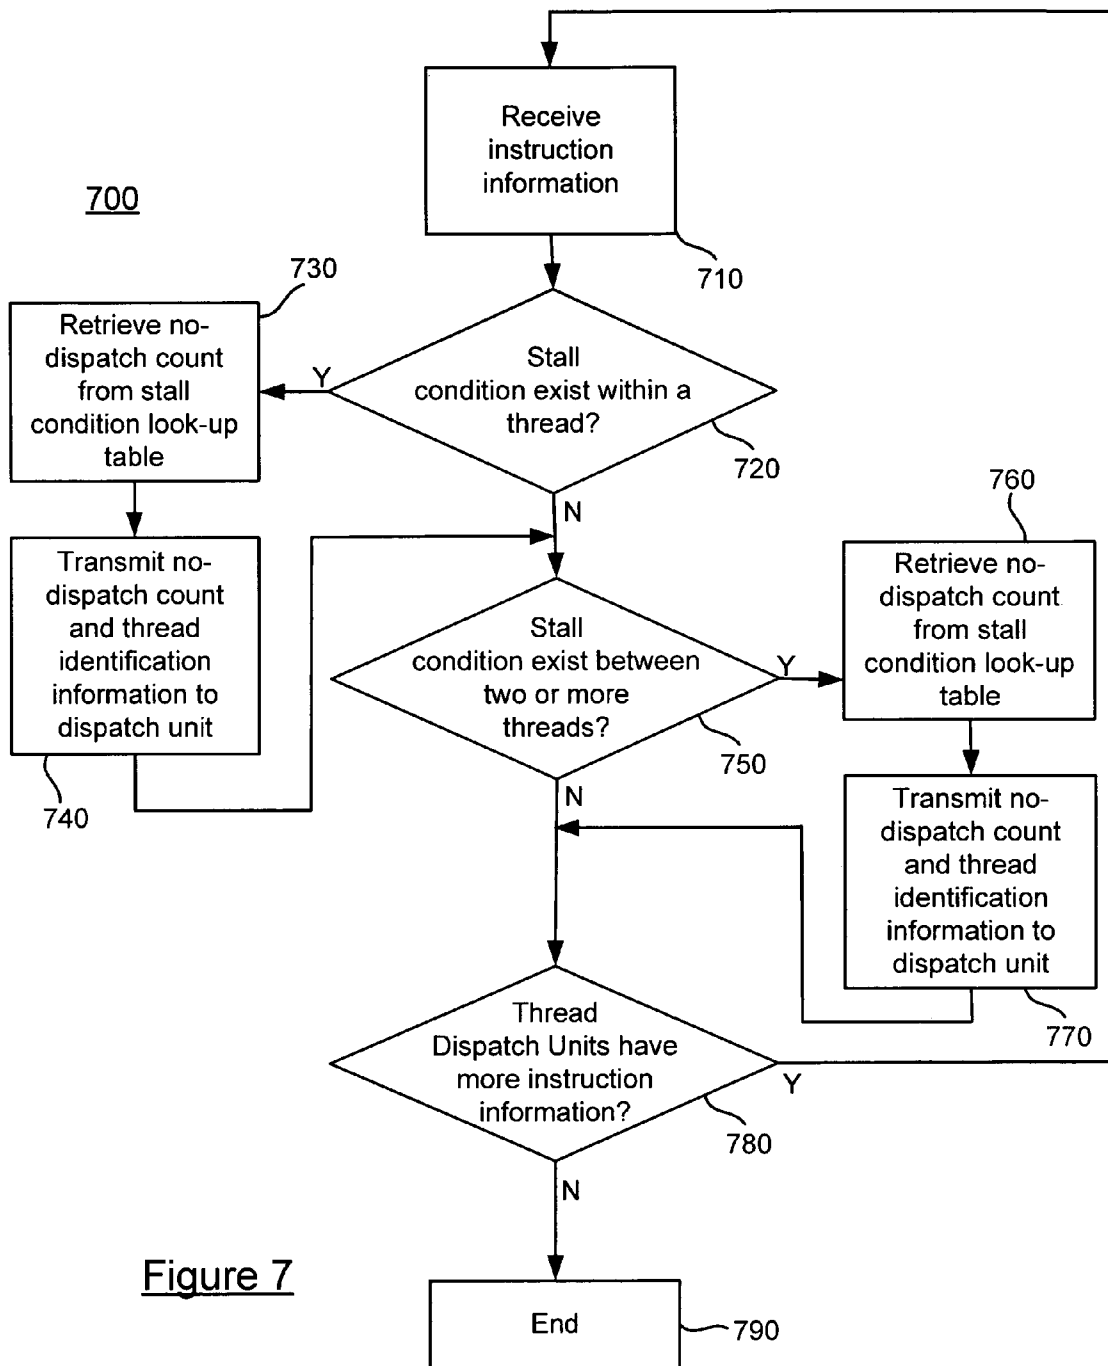 Receive
instruction
information
700
710
730
Retrieve no-
dispatch count
from stall
condition look-up
table
Y
Stall
condition exist within a
thread?
720
N
760
Transmit no-
dispatch count
and thread
identification
information to
dispatch unit
740
Stall
condition exist between
two or more
threads?
Y
750
Retrieve no-
dispatch count
from stall
condition look-up
table
N
Transmit no-
dispatch count
and thread
identification
information to
dispatch unit
770
Thread
Dispatch Units have
more instruction
information?
Y
780
N
Figure 7
End
790